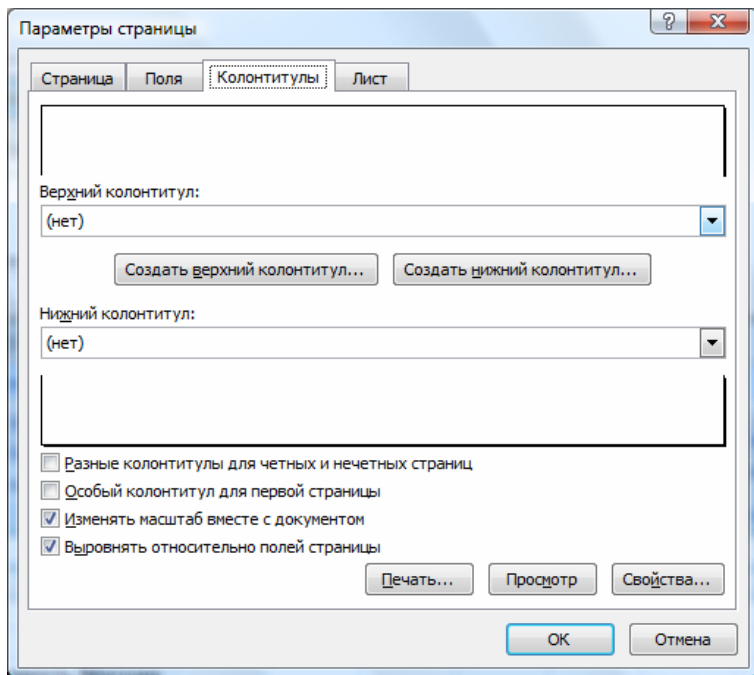 Параметры страницы
Страница Поля Колонтитулы Лист
Верхний колонтитул:
(нет)
Создать верхний колонтитул... Создать нижний колонтитул...
Нижний колонтитул:
(нет)
Разные колонтитулы для четных и нечетных страниц
Особый колонтитул для первой страницы
Изменять масштаб вместе с документом
Выровнять относительно полей страницы
Печать... Просмотр Свойства...
ОК Отмена